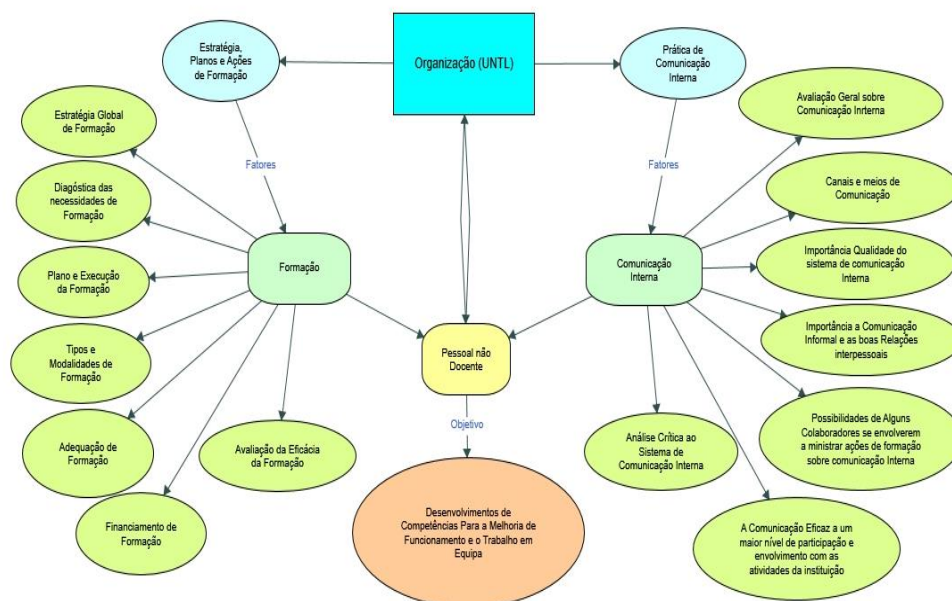 Estratégia,
Planos e Ações
de Formação
Organização (UNTL)
Prática de
Comunicação
Interna
Estratégia Global
de Formação
Avaliação Geral sobre
Comunicação Inrterna
Fatores
Fatores
Diagóstica das
necessidades de
Formação
Canais e meios de
Comunicação
Plano e Execução
da Formação
Formação
Comunicação
Interna
Importância Qualidade do
sistema de comunicação
Interna
Tipos e
Modalidades de
Formação
Pessoal não
Docente
Importância a Comunicação
Informal e as boas Relações
interpessoais
Adequação de
Formação
Avaliação da Eficácia
da Formação
Objetivo
Análise Crítica ao
Sistema de
Comunicação Interna
Possibilidades de Alguns
Colaboradores se envolverem
a ministrar ações de formação
sobre comunicação Interna
Financiamento de
Formação
Desenvolvimentos de
Competências Para a Melhoria de
Funcionamento e o Trabalho em
Equipa
A Comunicação Eficaz a um
maior nível de participação e
envolvimento com as
atividades da instituição